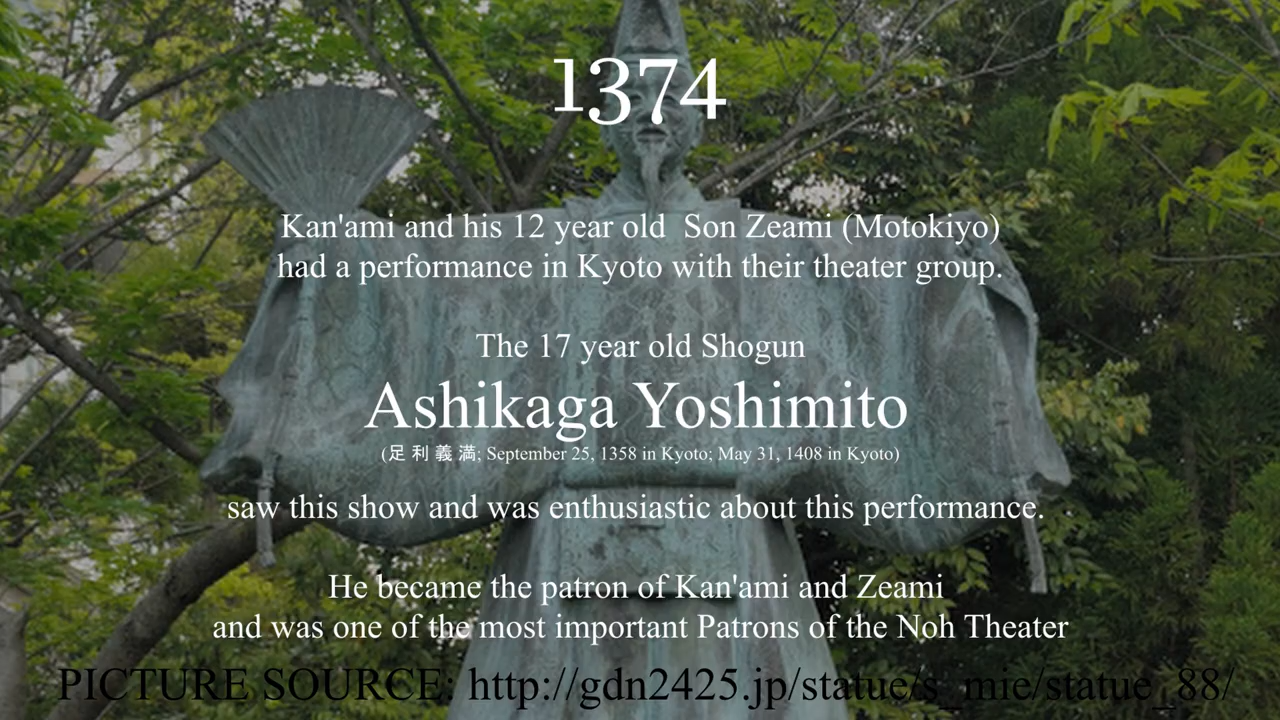 1374
Kan'ami and his 12 year old  Son Zeami (Motokiyo)
had a performance in Kyoto with their theater group.
The 17 year old Shogun
Ashikaga Yoshimito
(足利義満; September 25, 1358 in Kyoto; May 31, 1408 in Kyoto)
saw this show and was enthusiastic about this performance.
He became the patron of Kan'ami and Zeami
and was one of the most important Patrons of the Noh Theater
PICTURE SOURCE: http://gdn2425.jp/statue/s_mie/statue_88/